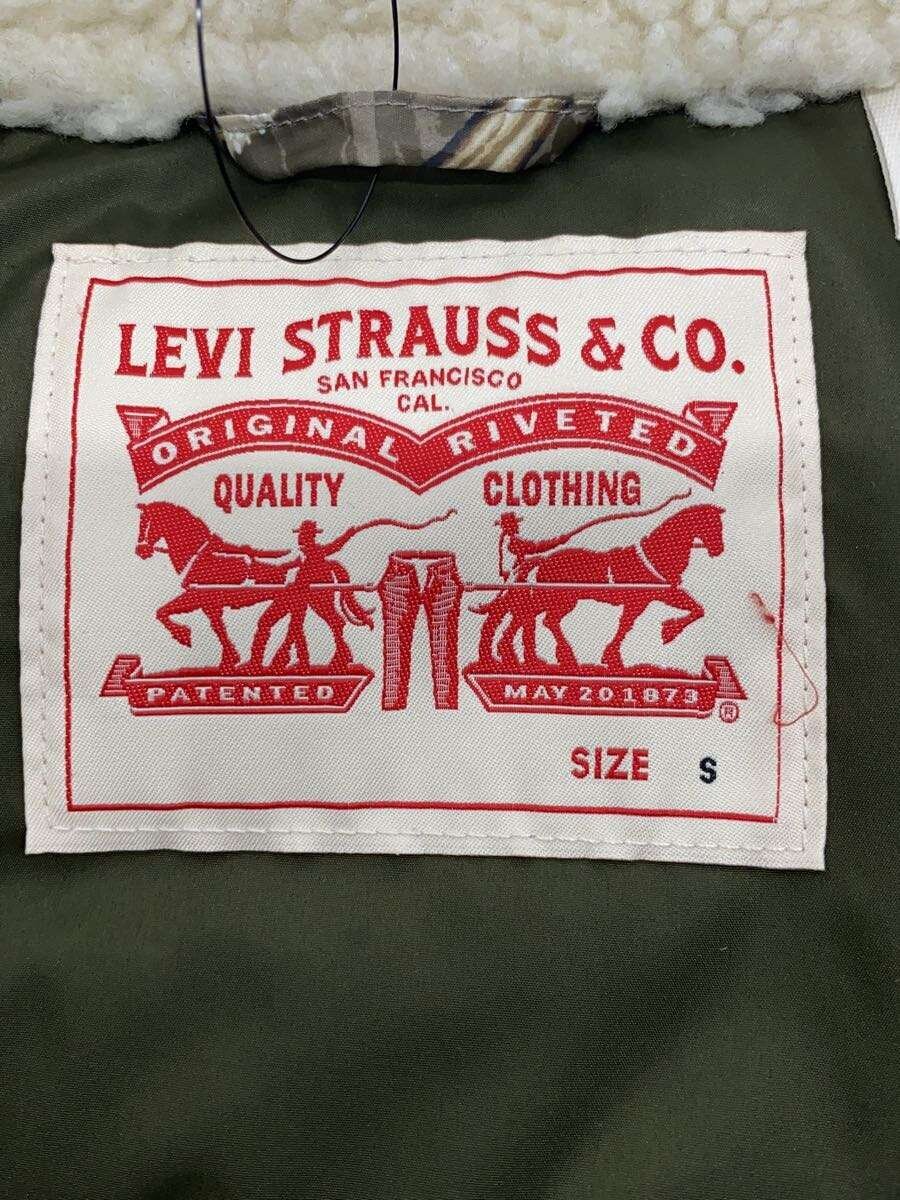 LEVI STRAUSS & CO.
SAN FRANCISCO
CAL.
ORIGINAL RIVETED
QUALITY CLOTHING
PATENTED MAY 20 1873 ®
SIZE S